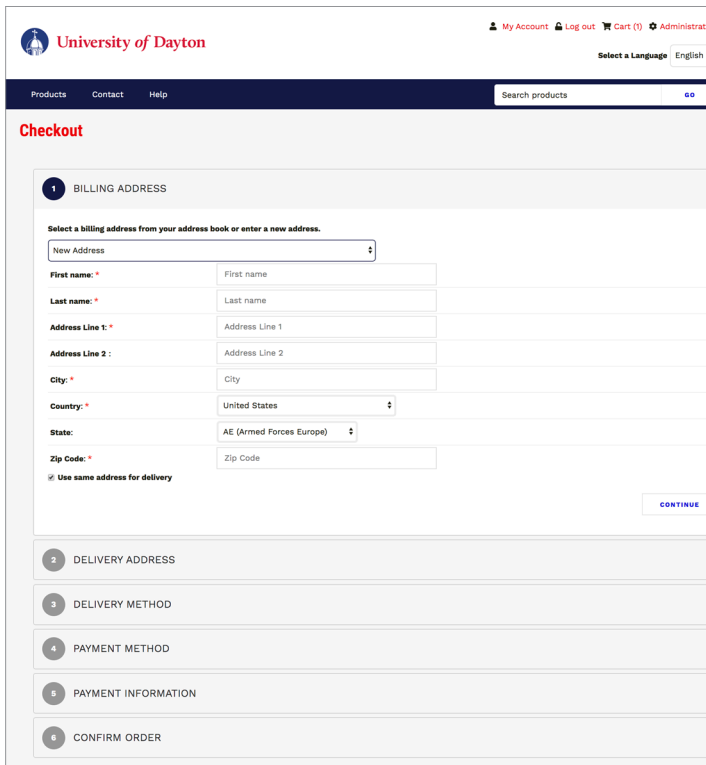 My Account Log out Cart (1) Administrat
University of Dayton
Select a Language English
Products Contact Help Search products GO
Checkout
1 BILLING ADDRESS
Select a billing address from your address book or enter a new address.
New Address
First name: * First name
Last name: * Last name
Address Line 1: * Address Line 1
Address Line 2 : Address Line 2
City: * City
Country: * United States
State: AE (Armed Forces Europe)
Zip Code: * Zip Code
Use same address for delivery
CONTINUE
2 DELIVERY ADDRESS
3 DELIVERY METHOD
4 PAYMENT METHOD
5 PAYMENT INFORMATION
6 CONFIRM ORDER